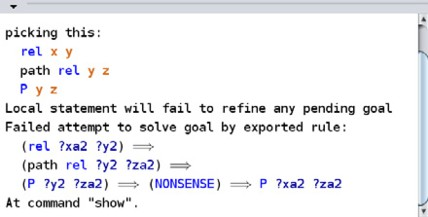 picking this:
rel x y
path rel y z
P y z
Local statement will fail to refine any pending goal
Failed attempt to solve goal by exported rule:
(rel ?xa2 ?y2) ⟹
(path rel ?y2 ?za2) ⟹
(P ?y2 ?za2) ⟹ (NONSENSE) ⟹ P ?xa2 ?za2
At command "show".